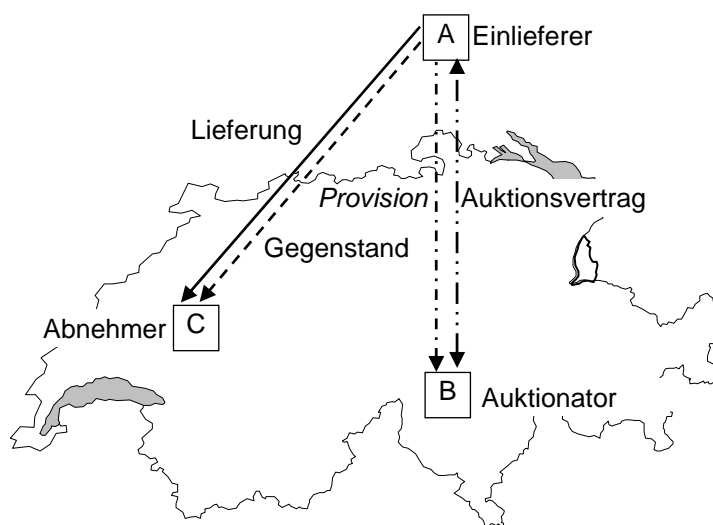 A Einlieferer
Lieferung
Provision Auktionsvertrag
Gegenstand
Abnehmer C
B Auktionator